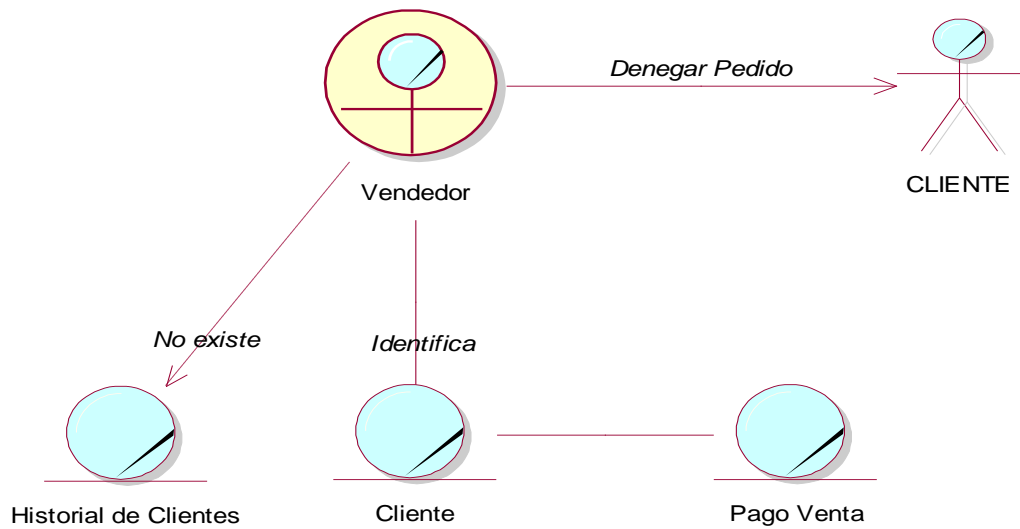 Denegar Pedido
Vendedor
CLIENTE
No existe
Identifica
Historial de Clientes
Cliente
Pago Venta